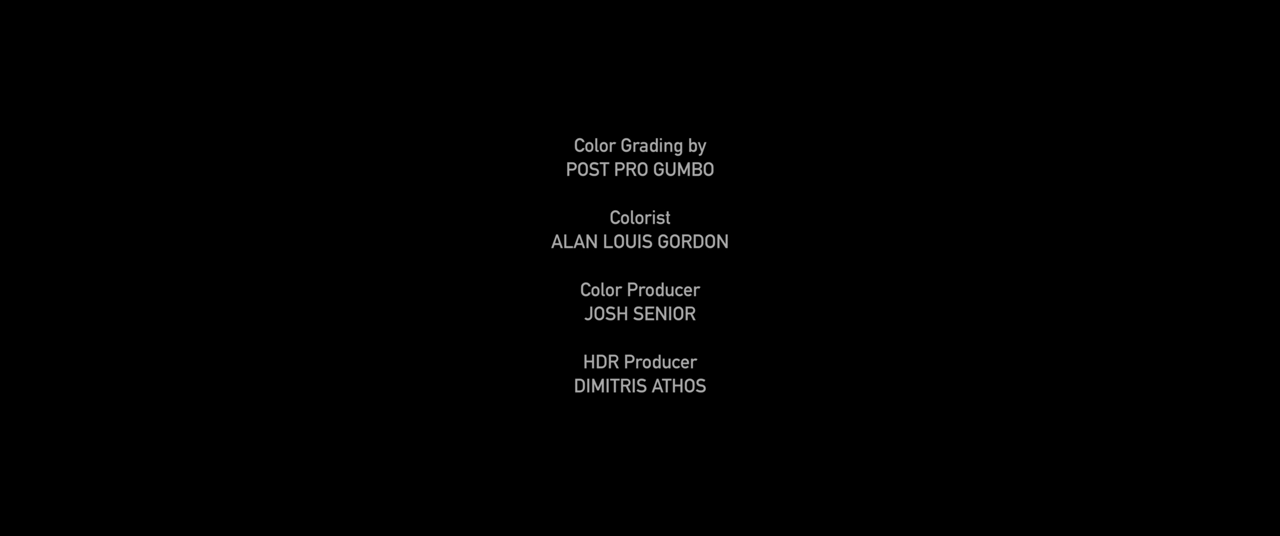 Color Grading by
POST PRO GUMBO
Colorist
ALAN LOUIS GORDON
Color Producer
JOSH SENIOR
HDR Producer
DIMITRIS ATHOS